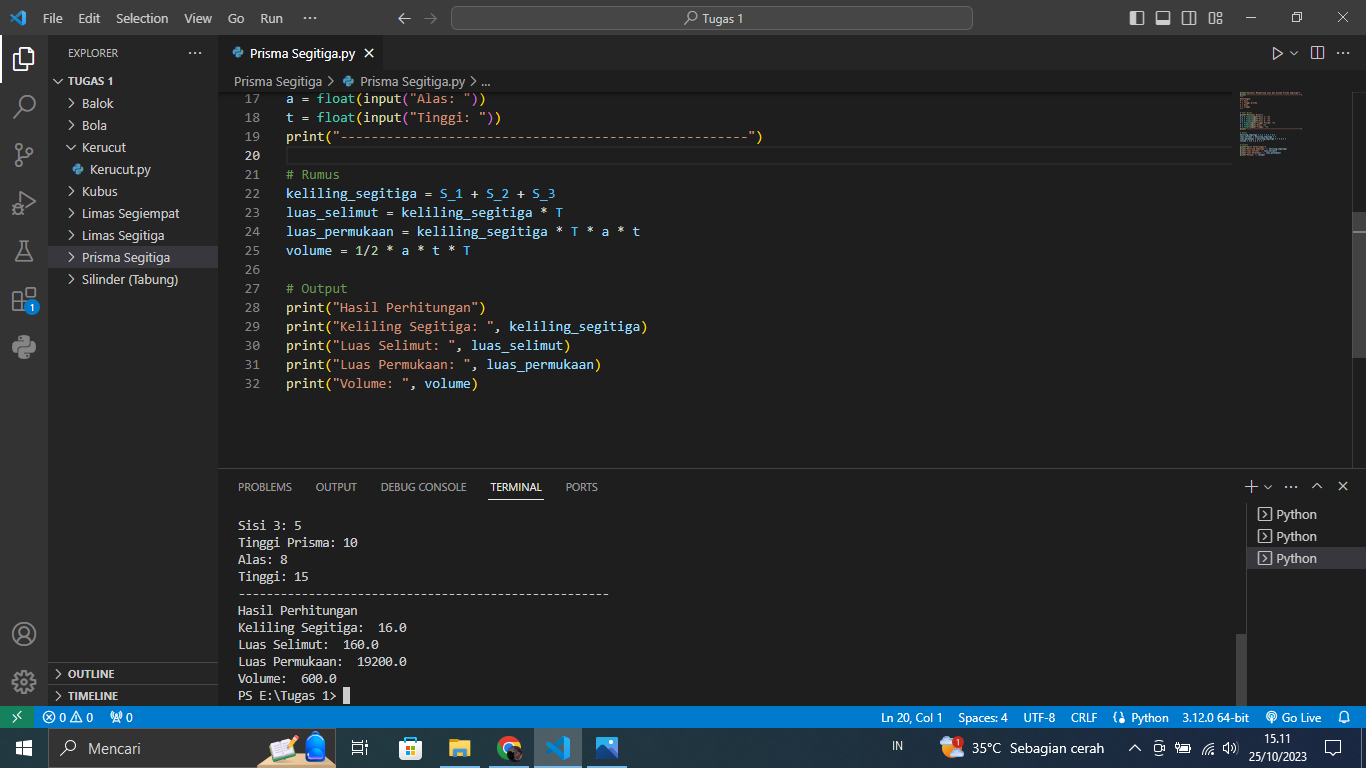 File Edit Selection View Go Run ··· Tugas 1
EXPLORER ···
TUGAS 1
Balok
Bola
Kerucut
Kerucut.py
Kubus
Limas Segiempat
Limas Segitiga
Prisma Segitiga
Silinder (Tabung)
OUTLINE
TIMELINE
1
Prisma Segitiga.py
Prisma Segitiga > Prisma Segitiga.py > ...
17 a = float(input("Alas: "))
18 t = float(input("Tinggi: "))
19 print("-----------------------------------------------------")
20
21 # Rumus
22 keliling_segitiga = S_1 + S_2 + S_3
23 luas_selimut = keliling_segitiga * T
24 luas_permukaan = keliling_segitiga * T * a * t
25 volume = 1/2 * a * t * T
26
27 # Output
28 print("Hasil Perhitungan")
29 print("Keliling Segitiga: ", keliling_segitiga)
30 print("Luas Selimut: ", luas_selimut)
31 print("Luas Permukaan: ", luas_permukaan)
32 print("Volume: ", volume)
PROBLEMS OUTPUT DEBUG CONSOLE TERMINAL PORTS
Sisi 3: 5
Tinggi Prisma: 10
Alas: 8
Tinggi: 15
-----------------------------------------------------
Hasil Perhitungan
Keliling Segitiga:  16.0
Luas Selimut:  160.0
Luas Permukaan:  19200.0
Volume:  600.0
PS E:\Tugas 1>
Python
Python
Python
0 0 0 Ln 20, Col 1 Spaces: 4 UTF-8 CRLF Python 3.12.0 64-bit Go Live
Mencari IN 1 35°C Sebagian cerah 15.11
25/10/2023